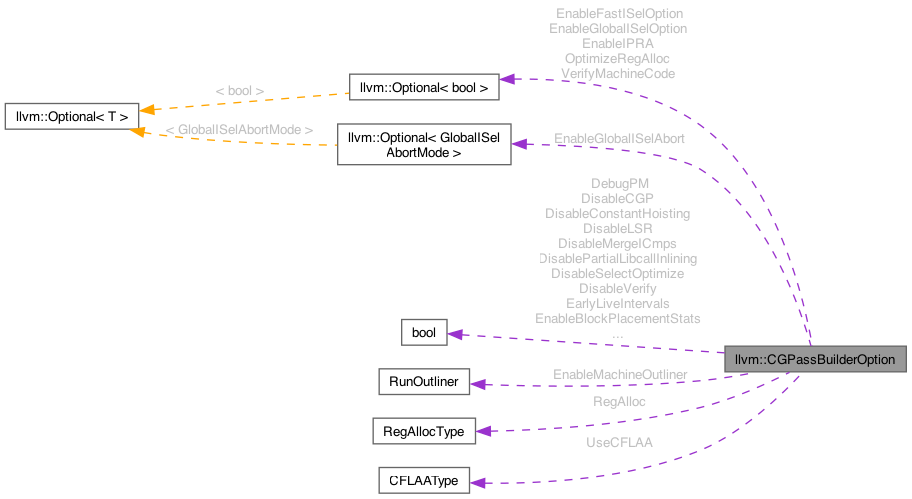 EnableFastISelOption
EnableGlobalISelOption
EnableIPRA
OptimizeRegAlloc
VerifyMachineCode
< bool >
llvm::Optional< bool >
llvm::Optional< T >
< GlobalISelAbortMode >
llvm::Optional< GlobalISel
AbortMode >
EnableGlobalISelAbort
DebugPM
DisableCGP
DisableConstantHoisting
DisableLSR
DisableMergeICmps
DisablePartialLibcallInlining
DisableSelectOptimize
DisableVerify
EarlyLiveIntervals
EnableBlockPlacementStats
...
bool
llvm::CGPassBuilderOption
RunOutliner
EnableMachineOutliner
RegAlloc
RegAllocType
UseCFLAA
CFLAAType